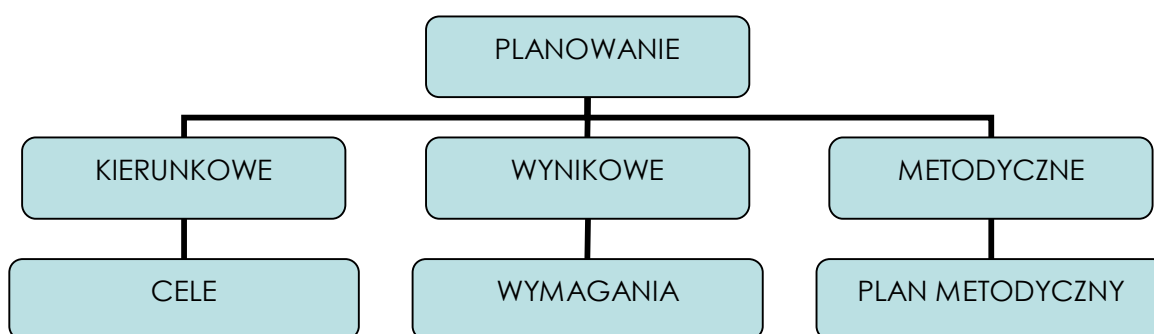 PLANOWANIE
KIERUNKOWE
WYNIKOWE
METODYCZNE
CELE
WYMAGANIA
PLAN METODYCZNY